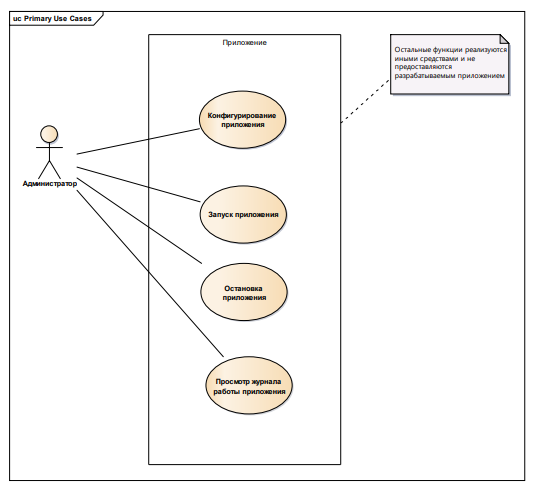 uc Primary Use Cases
Приложение
Остальные функции реализуются
иными средствами и не
предоставляются
разрабатываемым приложением
Конфигурирование
приложения
Администратор
Запуск приложения
Остановка
приложения
Просмотр журнала
работы приложения